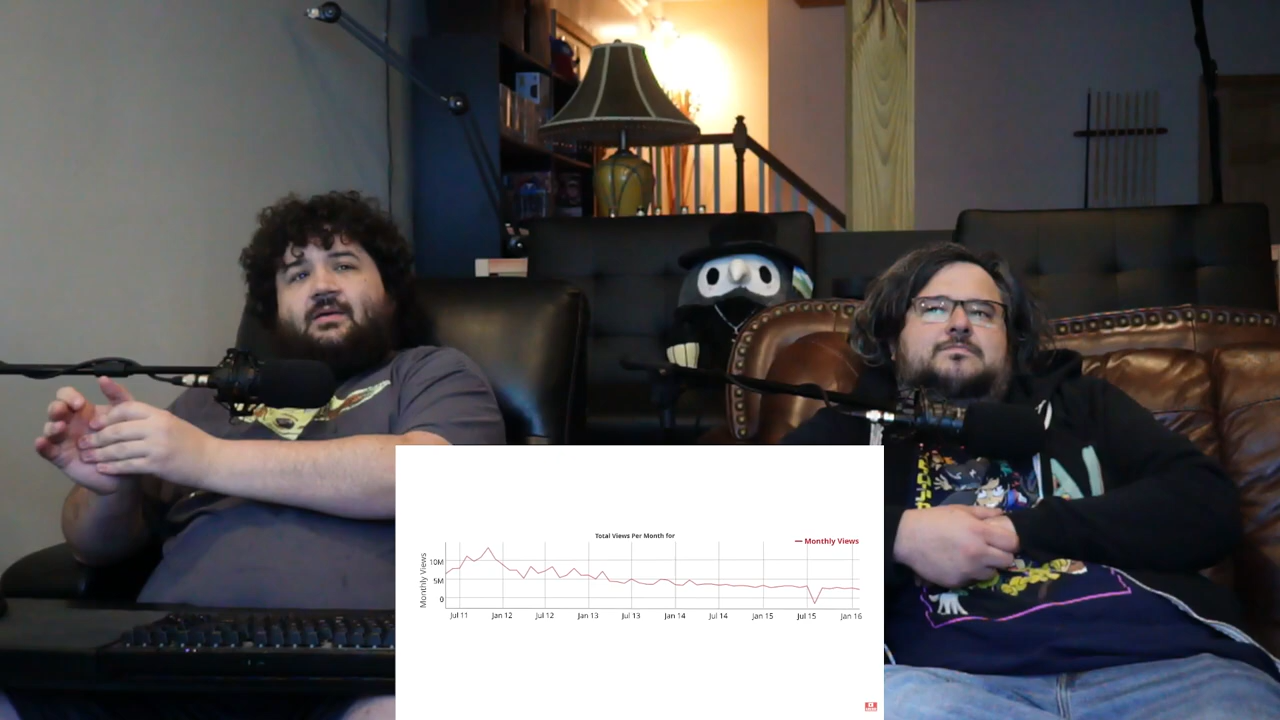 AI
Total Views Per Month for
Monthly Views
Monthly Views
10M
5M
0
Jul 11 Jan 12 Jul 12 Jan 13 Jul 13 Jan 14 Jul 14 Jan 15 Jul 15 Jan 16